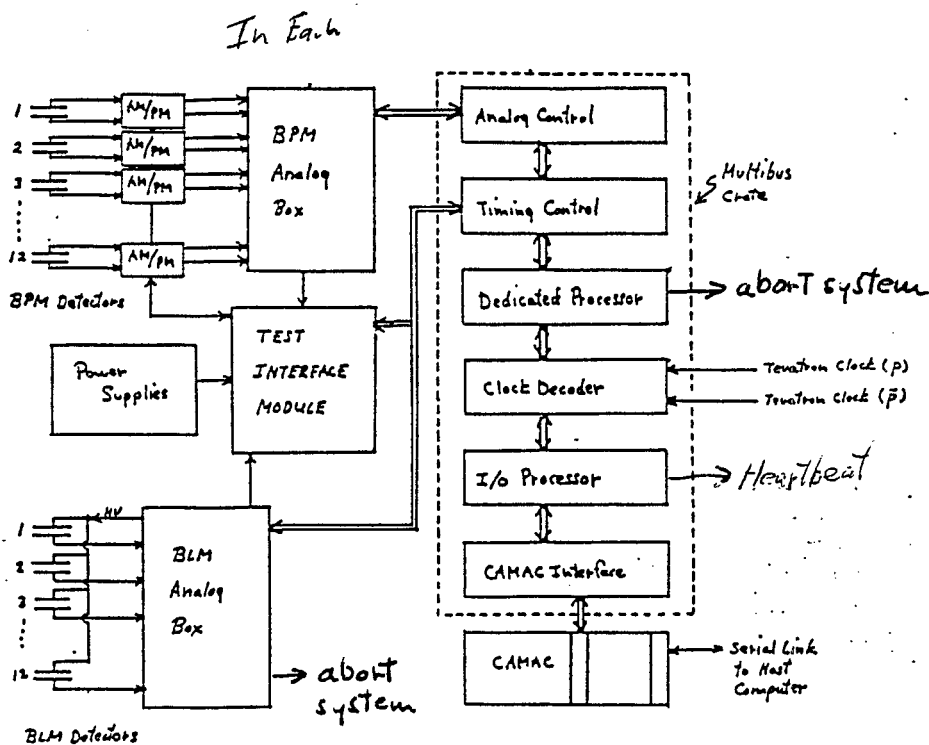 In Each
1
AM/PM
2
AM/PM
3
AM/PM
12
AM/PM
BPM Detectors
BPM
Analog
Box
Power
Supplies
TEST
INTERFACE
MODULE
HV
1
2
3
12
BLM Detectors
BLM
Analog
Box
abort
system
Analog Control
Timing Control
Dedicated Processor
Clock Decoder
I/O Processor
CAMAC Interface
CAMAC
Multibus
Crate
abort system
Tevatron Clock (p)
Tevatron Clock (p̄)
Heartbeat
Serial Link
to Host
Computer